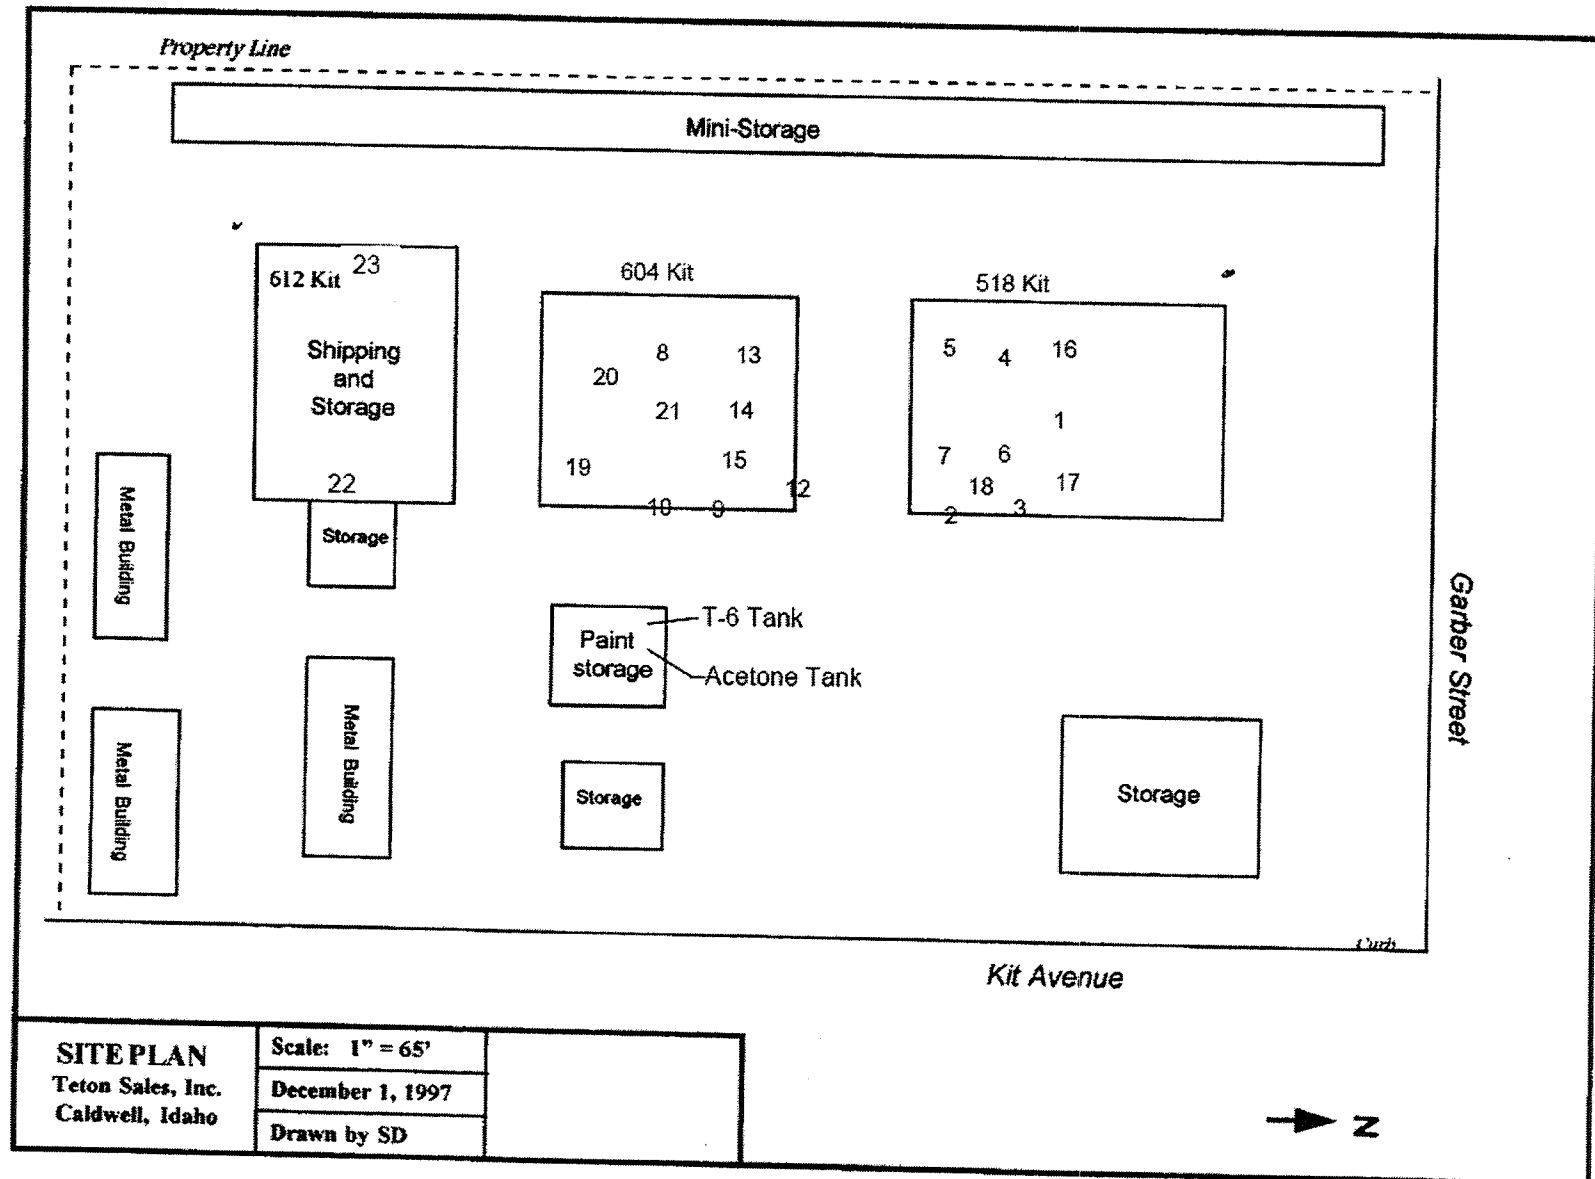 Property Line
Mini-Storage
612 Kit
23
604 Kit
518 Kit
Shipping
and
Storage
22
8
13
20
21
14
19
15
12
10
9
5
4
16
1
7
6
18
17
2
3
Storage
Metal Building
Metal Building
Metal Building
Paint
storage
T-6 Tank
Acetone Tank
Storage
Storage
Garber Street
Curb
Kit Avenue
SITE PLAN
Teton Sales, Inc.
Caldwell, Idaho
Scale: 1" = 65'
December 1, 1997
Drawn by SD
N